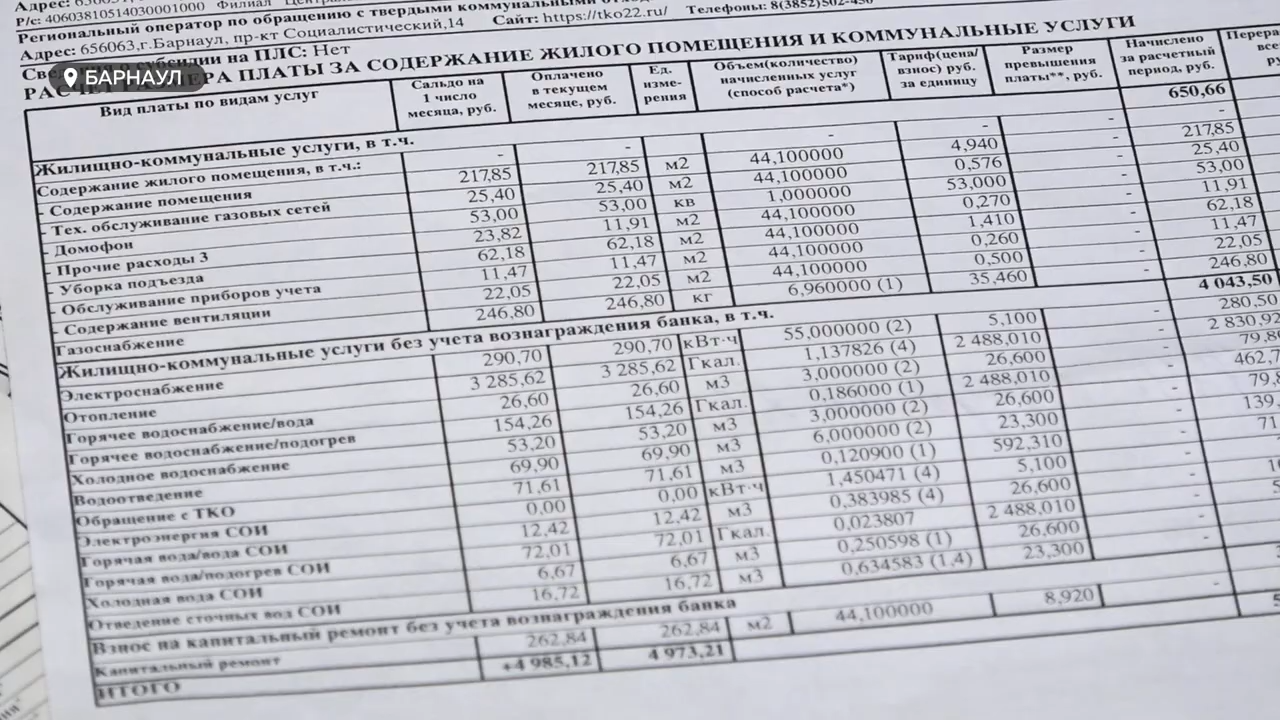 Адрес:
Р/с: 40603810514030001000 Филиал
Региональный оператор по обращению с твердыми коммунальными
Адрес: 656063,г.Барнаул, пр-кт Социалистический,14 Сайт: https://tko22.ru/ Телефоны: 8(3852)502-450
о субсидии на ПЛС: Нет
РАСЧЕТ РАЗМЕРА ПЛАТЫ ЗА СОДЕРЖАНИЕ ЖИЛОГО ПОМЕЩЕНИЯ И КОММУНАЛЬНЫЕ УСЛУГИ
БАРНАУЛ
Вид платы по видам услуг Сальдо на 1 число месяца, руб. Оплачено в текущем месяце, руб. Ед. изме-рения Объем(количество) начисленных услуг (способ расчета*) Тариф(цена/взнос) руб. за единицу Размер превышения платы**, руб. Начислено за расчетный период, руб.
Жилищно-коммунальные услуги, в т.ч. 650,66
Содержание жилого помещения, в т.ч.: - - - - - -
- Содержание помещения 217,85 217,85 м2 44,100000 4,940 - 217,85
- Тех. обслуживание газовых сетей 25,40 25,40 м2 44,100000 0,576 - 25,40
- Домофон 53,00 53,00 кв 1,000000 53,000 - 53,00
- Прочие расходы 3 23,82 11,91 м2 44,100000 0,270 - 11,91
- Уборка подъезда 62,18 62,18 м2 44,100000 1,410 - 62,18
- Обслуживание приборов учета 11,47 11,47 м2 44,100000 0,260 - 11,47
- Содержание вентиляции 22,05 22,05 м2 44,100000 0,500 - 22,05
Газоснабжение 246,80 246,80 кг 6,960000 (1) 35,460 - 246,80
Жилищно-коммунальные услуги без учета вознаграждения банка, в т.ч. 4 043,50
Электроснабжение 290,70 290,70 кВт·ч 55,000000 (2) 5,100 - 280,50
Отопление 3 285,62 3 285,62 Гкал. 1,137826 (4) 2 488,010 - 2 830,92
Горячее водоснабжение/вода 26,60 26,60 м3 3,000000 (2) 26,600 -
Горячее водоснабжение/подогрев 154,26 154,26 Гкал. 0,186000 (1) 2 488,010 -
Холодное водоснабжение 53,20 53,20 м3 3,000000 (2) 26,600 -
Водоотведение 69,90 69,90 м3 6,000000 (2) 23,300 -
Обращение с ТКО 71,61 71,61 м3 0,120900 (1) 592,310 -
Электроэнергия СОИ 0,00 0,00 кВт·ч 1,450471 (4) 5,100 -
Горячая вода/вода СОИ 12,42 12,42 м3 0,383985 (4) 26,600 -
Горячая вода/подогрев СОИ 72,01 72,01 Гкал. 0,023807 2 488,010 -
Холодная вода СОИ 6,67 6,67 м3 0,250598 (1) 26,600 -
Отведение сточных вод СОИ 16,72 16,72 м3 0,634583 (1,4) 23,300 -
Взнос на капитальный ремонт без учета вознаграждения банка
Капитальный ремонт 262,84 262,84 м2 44,100000 8,920 -
ИТОГО +4 985,12 4 973,21